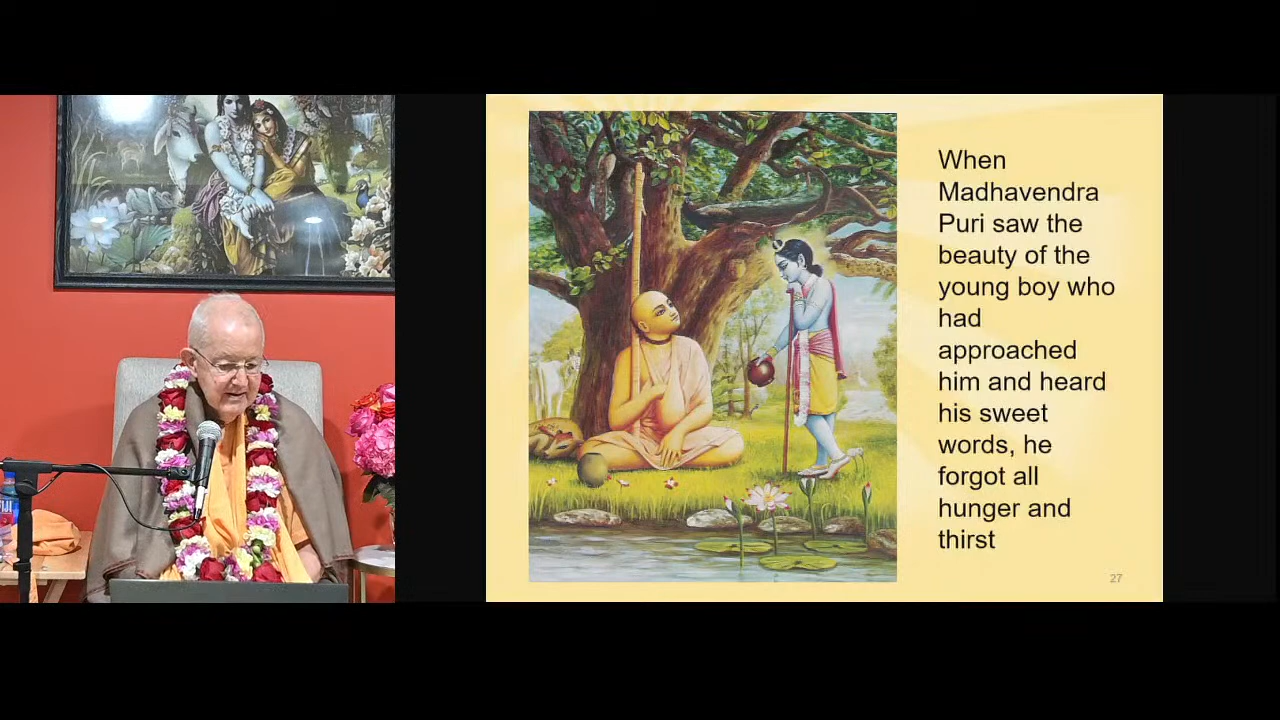 When
Madhavendra
Puri saw the
beauty of the
young boy who
had
approached
him and heard
his sweet
words, he
forgot all
hunger and
thirst
27
FIJI